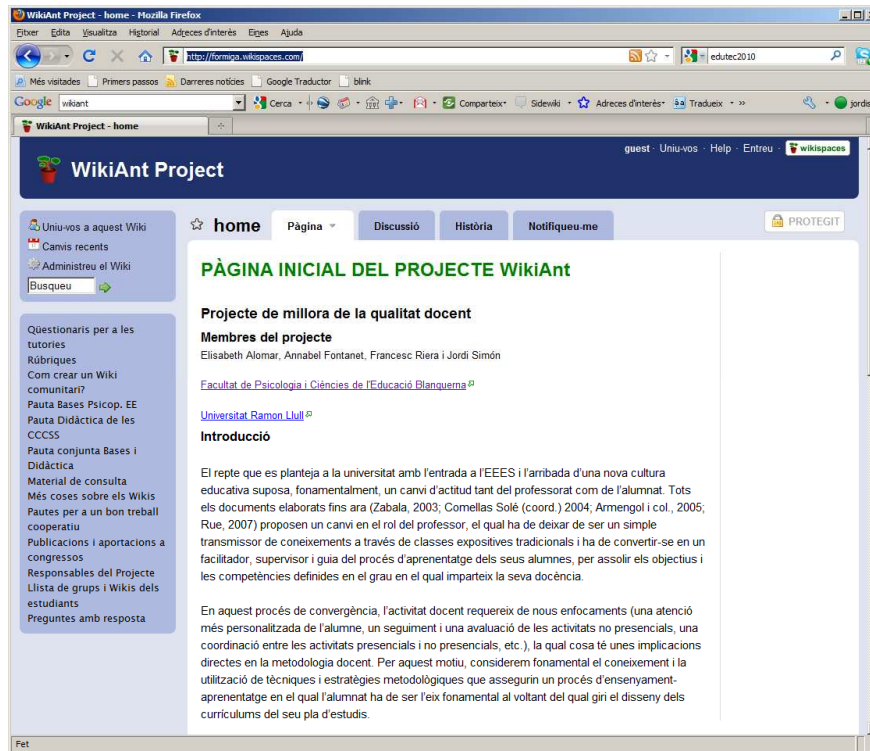 WikiAnt Project - home - Mozilla Firefox
Fitxer Edita Visualitza Historial Adreces d'interès Eines Ajuda
http://formiga.wikispaces.com/
edutec2010
Més visitades Primers passos Darreres notícies Google Traductor blink
Google wikiant Cerca Comparteix Sidewiki Adreces d'interès Tradueix » jordis
WikiAnt Project - home
guest · Uniu-vos · Help · Entreu · wikispaces
WikiAnt Project
Uniu-vos a aquest Wiki
Canvis recents
Administreu el Wiki
Busqueu
home Pàgina Discussió Història Notifiqueu-me PROTEGIT
Qüestionaris per a les
tutories
Rúbriques
Com crear un Wiki
comunitari?
Pauta Bases Psicop. EE
Pauta Didàctica de les
CCCSS
Pauta conjunta Bases i
Didàctica
Material de consulta
Més coses sobre els Wikis
Pautes per a un bon treball
cooperatiu
Publicacions i aportacions a
congressos
Responsables del Projecte
Llista de grups i Wikis dels
estudiants
Preguntes amb resposta
PÀGINA INICIAL DEL PROJECTE WikiAnt
Projecte de millora de la qualitat docent
Membres del projecte
Elisabeth Alomar, Annabel Fontanet, Francesc Riera i Jordi Simón
Facultat de Psicologia i Ciències de l'Educació Blanquerna
Universitat Ramon Llull
Introducció
El repte que es planteja a la universitat amb l'entrada a l'EEES i l'arribada d'una nova cultura
educativa suposa, fonamentalment, un canvi d'actitud tant del professorat com de l'alumnat. Tots
els documents elaborats fins ara (Zabala, 2003; Comellas Solé (coord.) 2004; Armengol i col., 2005;
Rue, 2007) proposen un canvi en el rol del professor, el qual ha de deixar de ser un simple
transmissor de coneixements a través de classes expositives tradicionals i ha de convertir-se en un
facilitador, supervisor i guia del procés d'aprenentatge dels seus alumnes, per assolir els objectius i
les competències definides en el grau en el qual imparteix la seva docència.
En aquest procés de convergència, l'activitat docent requereix de nous enfocaments (una atenció
més personalitzada de l'alumne, un seguiment i una avaluació de les activitats no presencials, una
coordinació entre les activitats presencials i no presencials, etc.), la qual cosa té unes implicacions
directes en la metodologia docent. Per aquest motiu, considerem fonamental el coneixement i la
utilització de tècniques i estratègies metodològiques que assegurin un procés d'ensenyament-
aprenentatge en el qual l'alumnat ha de ser l'eix fonamental al voltant del qual giri el disseny dels
currículums del seu pla d'estudis.
Fet